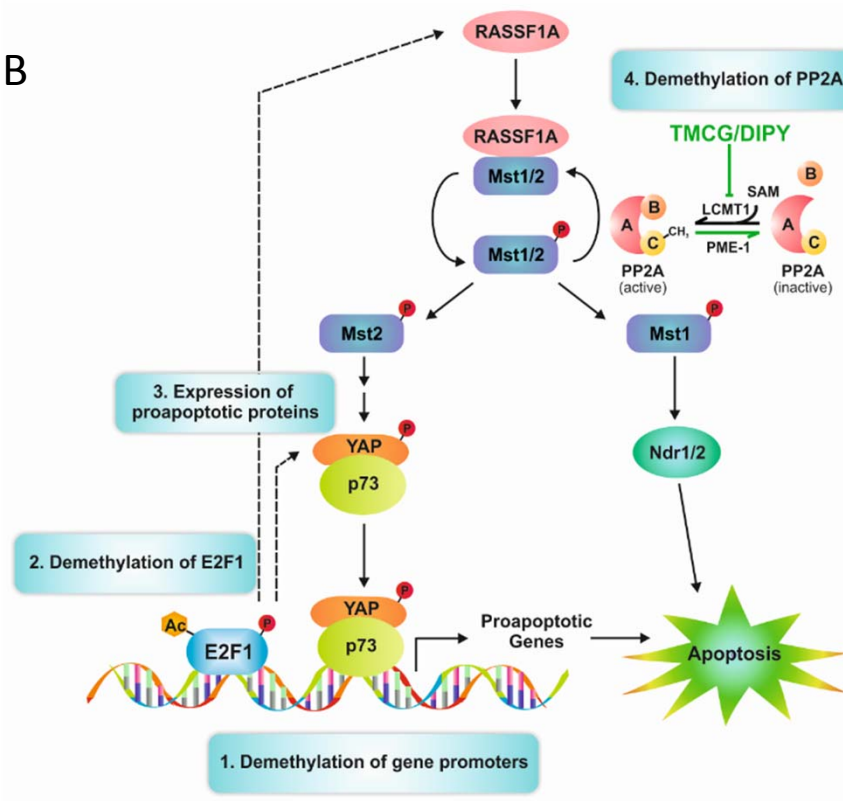 B
RASSF1A
4. Demethylation of PP2A
RASSF1A
Mst1/2
TMCG/DIPY
B
SAM
LCMT1
A
B
C
CH₃
PME-1
A
C
PP2A
(active)
PP2A
(inactive)
Mst1/2
P
Mst2
P
Mst1
P
3. Expression of
proapoptotic proteins
YAP
P
p73
Ndr1/2
2. Demethylation of E2F1
Ac
E2F1
P
YAP
P
p73
Proapoptotic
Genes
Apoptosis
1. Demethylation of gene promoters